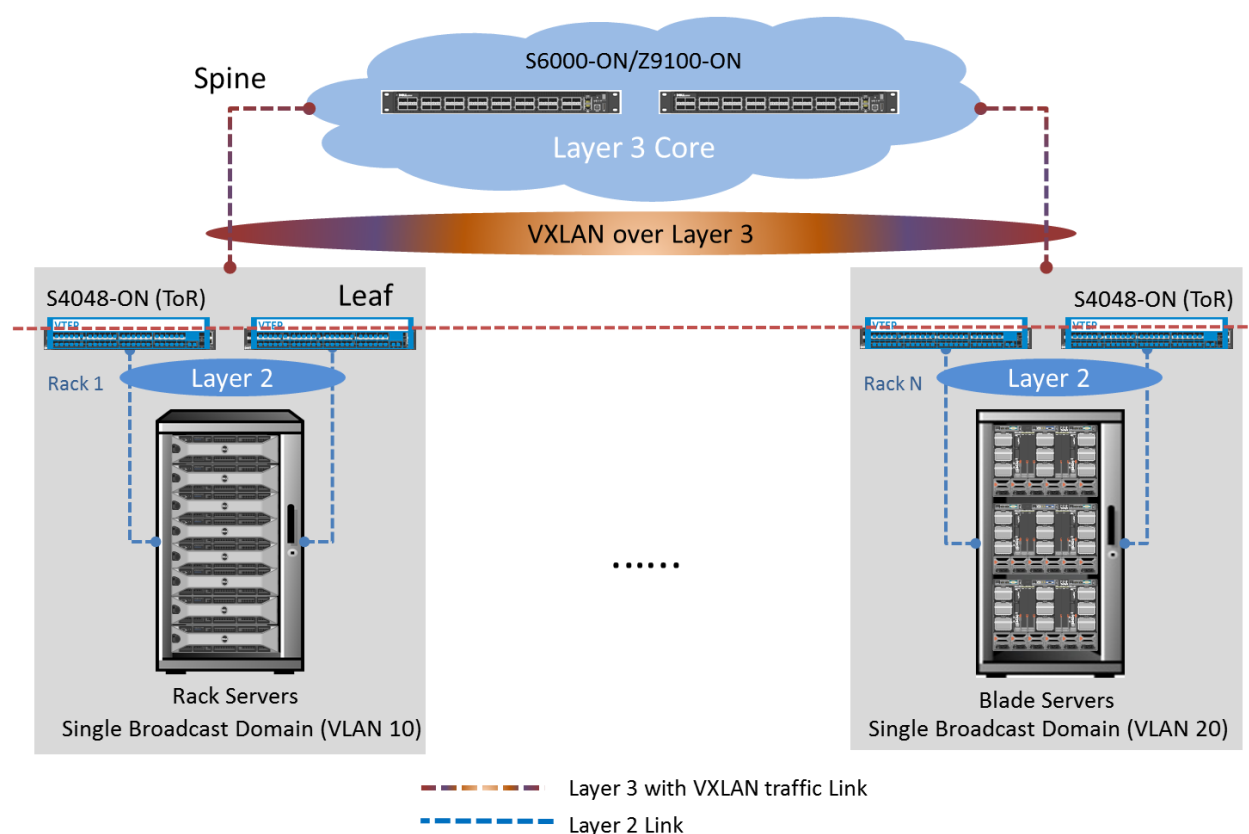 S6000-ON/Z9100-ON
Spine
Layer 3 Core
VXLAN over Layer 3
S4048-ON (ToR)
Leaf
S4048-ON (ToR)
VTEP
VTEP
VTEP
VTEP
Rack 1
Layer 2
Rack N
Layer 2
......
Rack Servers
Single Broadcast Domain (VLAN 10)
Blade Servers
Single Broadcast Domain (VLAN 20)
Layer 3 with VXLAN traffic Link
Layer 2 Link